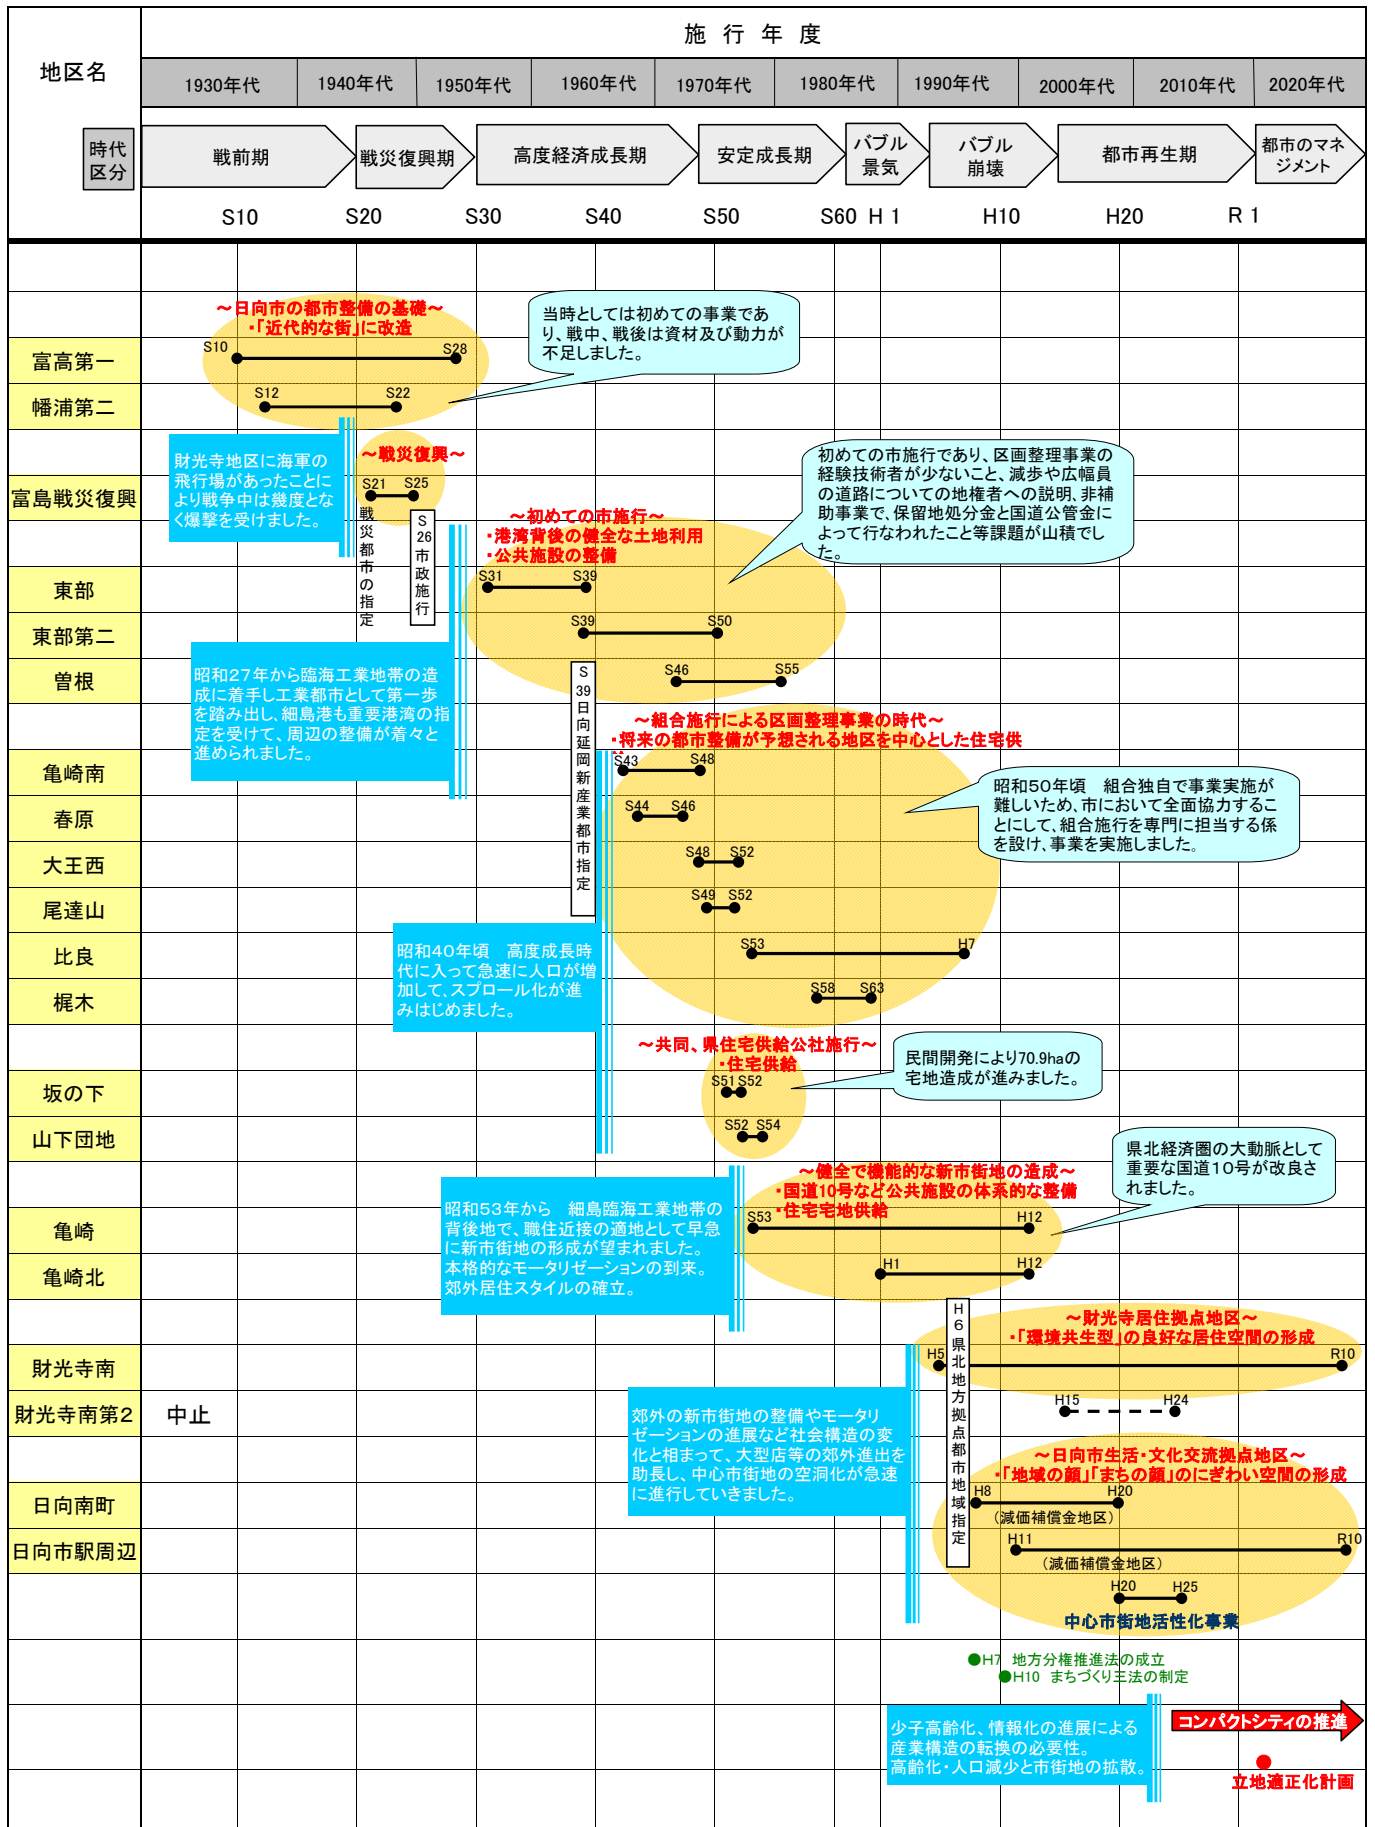 施 行 年 度
地区名
1930年代
1940年代
1950年代
1960年代
1970年代
1980年代
1990年代
2000年代
2010年代
2020年代
時代
区分
戦前期
戦災復興期
高度経済成長期
安定成長期
バブル
景気
バブル
崩壊
都市再生期
都市のマネ
ジメント
S10
S20
S30
S40
S50
S60
H 1
H10
H20
R 1
～日向市の都市整備の基礎～
・「近代的な街」に改造
当時としては初めての事業であ
り、戦中、戦後は資材及び動力が
不足しました。
富高第一
S10
S28
幡浦第二
S12
S22
財光寺地区に海軍の
飛行場があったことに
より戦争中は幾度とな
く爆撃を受けました。
～戦災復興～
富島戦災復興
S21
S25
戦災都市の指定
S26市政施行
初めての市施行であり、区画整理事業の
経験技術者が少ないこと、減歩や広幅員
の道路についての地権者への説明、非補
助事業で、保留地処分金と国道公管金に
よって行なわれたこと等課題が山積でし
た。
～初めての市施行～
・港湾背後の健全な土地利用
・公共施設の整備
東部
S31
S39
東部第二
S39
S50
曽根
S46
S55
昭和27年から臨海工業地帯の造
成に着手し工業都市として第一歩
を踏み出し、細島港も重要港湾の指
定を受けて、周辺の整備が着々と
進められました。
S39日向延岡新産業都市指定
～組合施行による区画整理事業の時代～
・将来の都市整備が予想される地区を中心とした住宅供
亀崎南
S43
S48
春原
S44
S46
昭和50年頃　組合独自で事業実施が
難しいため、市において全面協力するこ
とにして、組合施行を専門に担当する係
を設け、事業を実施しました。
大王西
S48
S52
尾達山
S49
S52
比良
S53
H7
梶木
S58
S63
昭和40年頃　高度成長時
代に入って急速に人口が増
加して、スプロール化が進
みはじめました。
～共同、県住宅供給公社施行～
・住宅供給
民間開発により70.9haの
宅地造成が進みました。
坂の下
S51
S52
山下団地
S52
S54
～健全で機能的な新市街地の造成～
・国道10号など公共施設の体系的な整備
・住宅宅地供給
県北経済圏の大動脈として
重要な国道10号が改良さ
れました。
昭和53年から　細島臨海工業地帯の
背後地で、職住近接の適地として早急
に新市街地の形成が望まれました。
本格的なモータリゼーションの到来。
郊外居住スタイルの確立。
亀崎
S53
H12
亀崎北
H1
H12
H6県北地方拠点都市地域指定
～財光寺居住拠点地区～
・「環境共生型」の良好な居住空間の形成
財光寺南
H5
R10
財光寺南第2
中止
H15
H24
郊外の新市街地の整備やモータリ
ゼーションの進展など社会構造の変
化と相まって、大型店等の郊外進出を
助長し、中心市街地の空洞化が急速
に進行していきました。
～日向市生活・文化交流拠点地区～
・「地域の顔」「まちの顔」のにぎわい空間の形成
日向南町
H8
H20
（減価補償金地区）
日向市駅周辺
H11
R10
（減価補償金地区）
H20
H25
中心市街地活性化事業
●H7 地方分権推進法の成立
●H10 まちづくり三法の制定
少子高齢化、情報化の進展による
産業構造の転換の必要性。
高齢化・人口減少と市街地の拡散。
コンパクトシティの推進
立地適正化計画